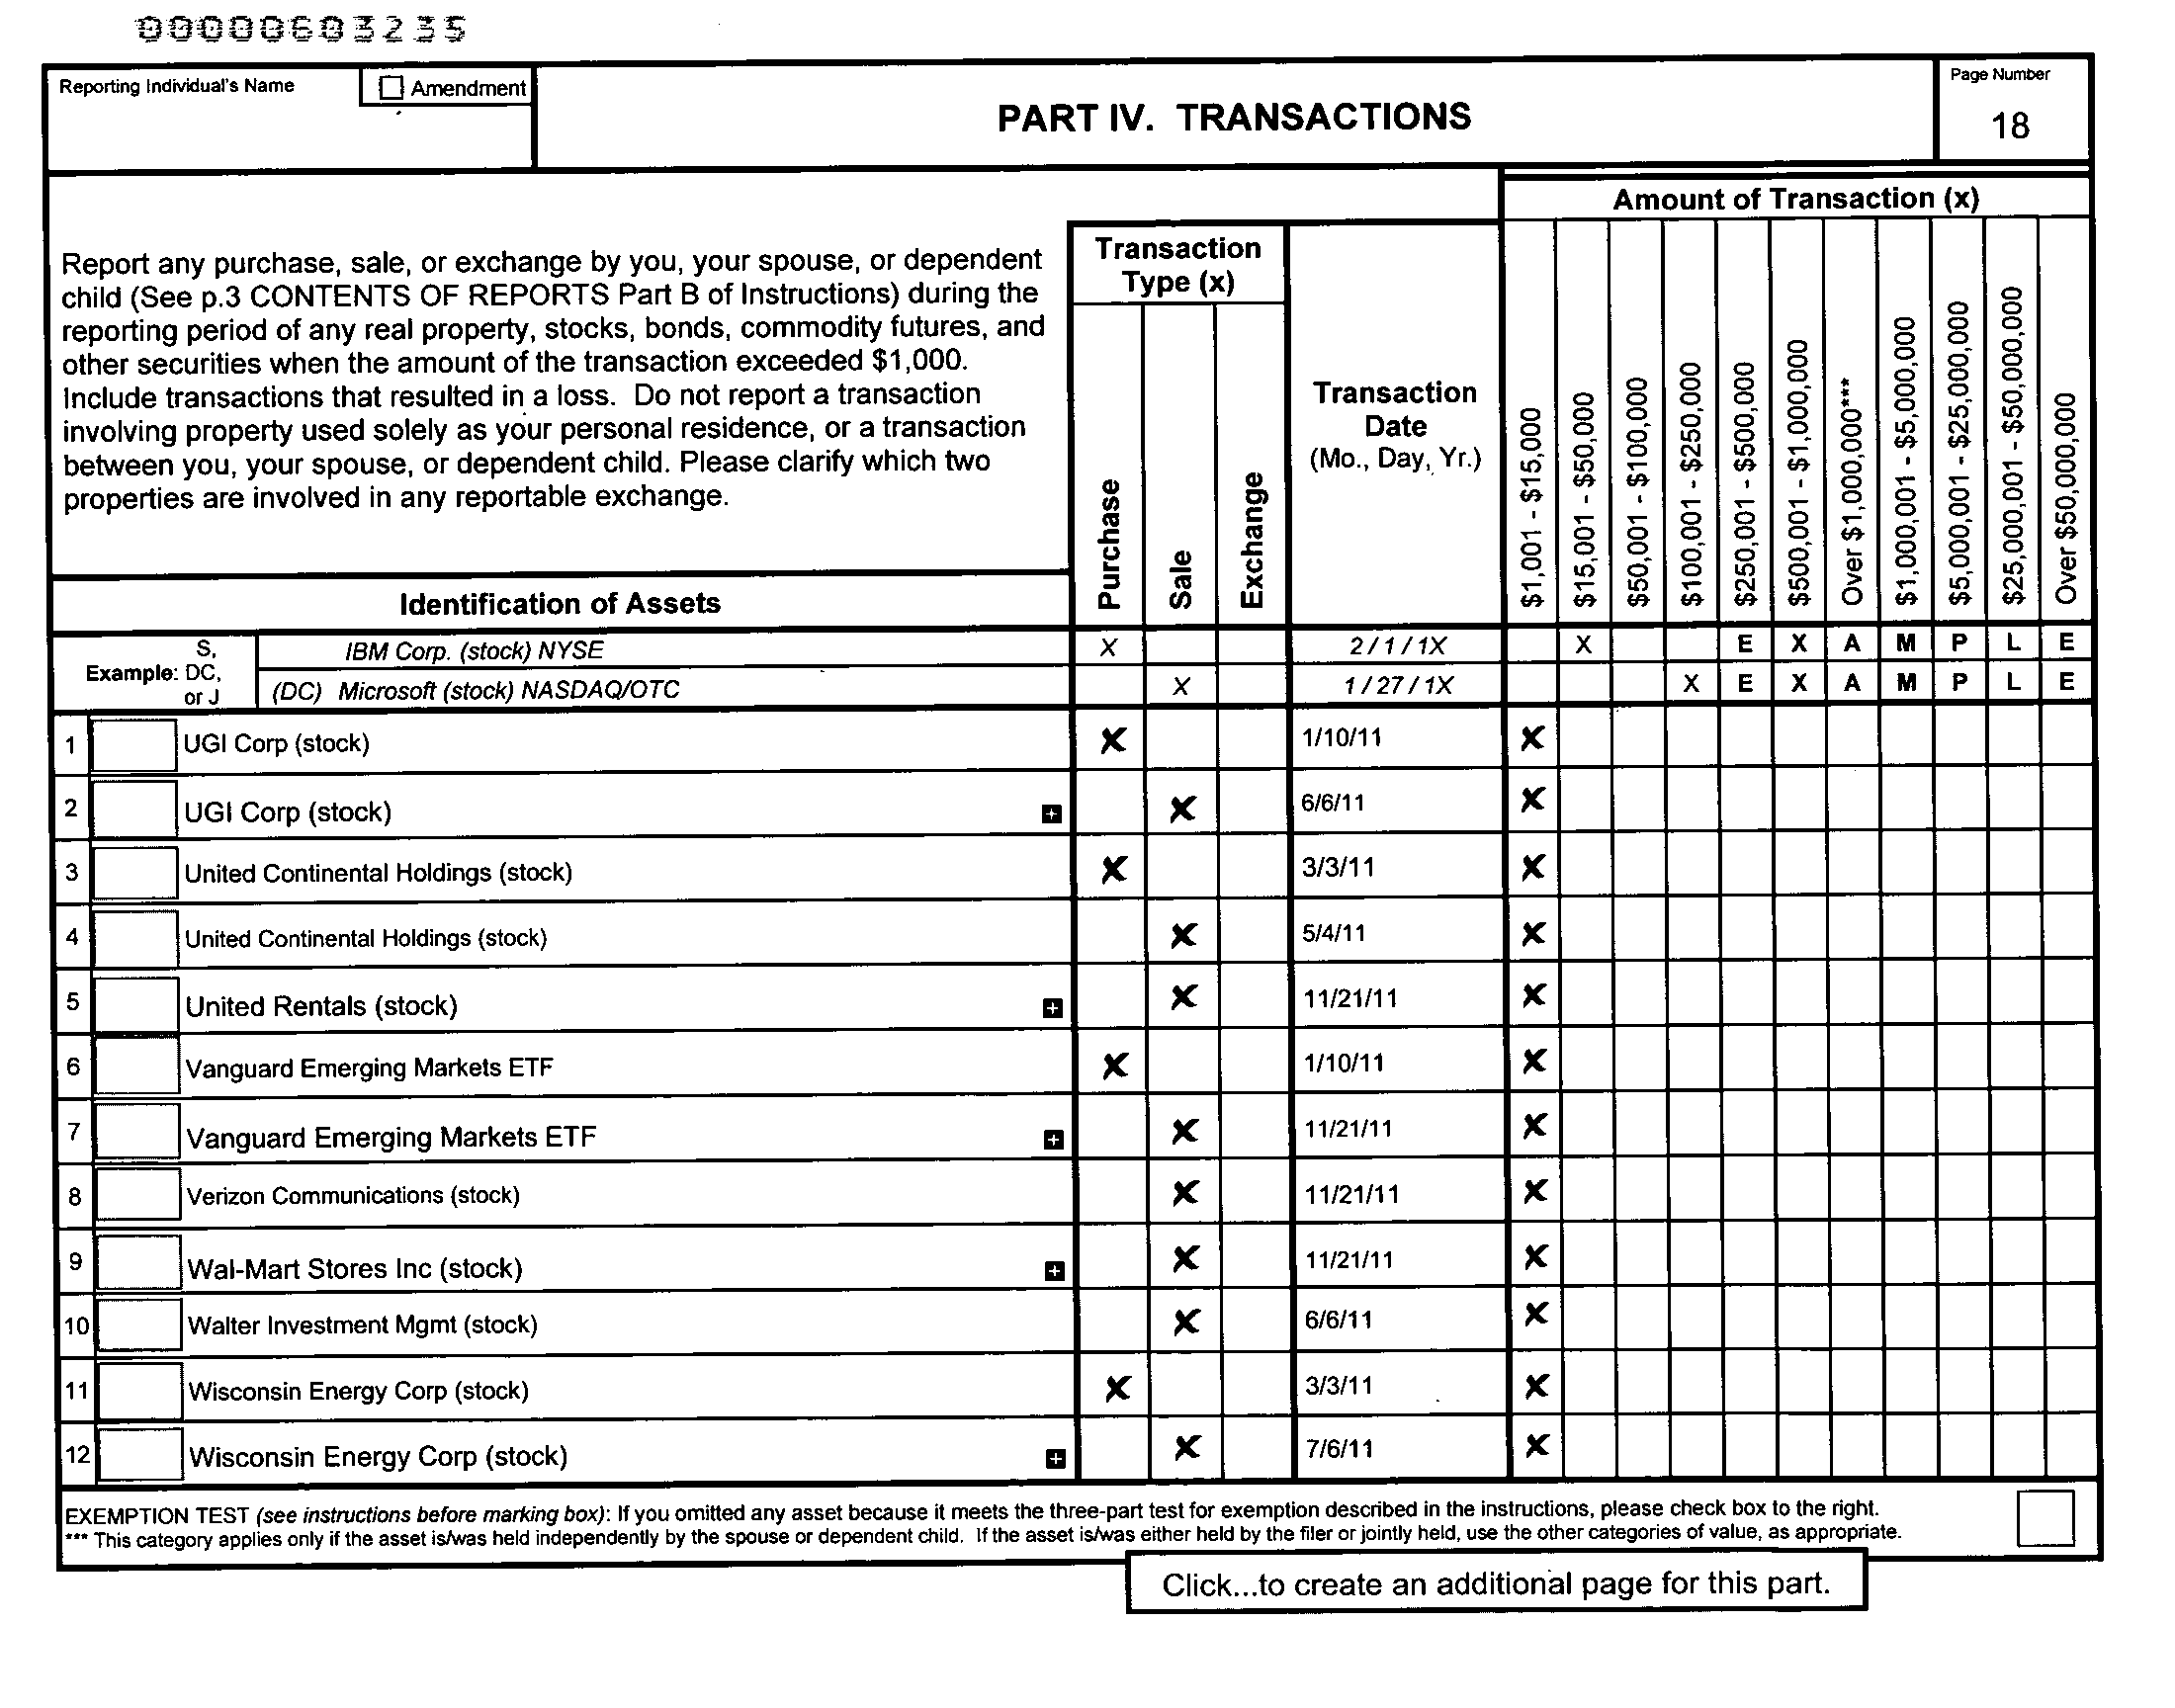 00000603235
Reporting Individual's Name
Amendment
PART IV. TRANSACTIONS
Page Number
18
Report any purchase, sale, or exchange by you, your spouse, or dependent
child (See p.3 CONTENTS OF REPORTS Part B of Instructions) during the
reporting period of any real property, stocks, bonds, commodity futures, and
other securities when the amount of the transaction exceeded $1,000.
Include transactions that resulted in a loss. Do not report a transaction
involving property used solely as your personal residence, or a transaction
between you, your spouse, or dependent child. Please clarify which two
properties are involved in any reportable exchange.
Identification of Assets
Transaction
Type (x)
Purchase
Sale
Exchange
Transaction
Date
(Mo., Day, Yr.)
Amount of Transaction (x)
$1,001 - $15,000
$15,001 - $50,000
$50,001 - $100,000
$100,001 - $250,000
$250,001 - $500,000
$500,001 - $1,000,000
Over $1,000,000***
$1,000,001 - $5,000,000
$5,000,001 - $25,000,000
$25,000,001 - $50,000,000
Over $50,000,000
Example: S, DC, or J
IBM Corp. (stock) NYSE X 2 / 1 / 1X X E X A M P L E
(DC) Microsoft (stock) NASDAQ/OTC X 1 / 27 / 1X X E X A M P L E
1 UGI Corp (stock) X 1/10/11 X
2 UGI Corp (stock) + X 6/6/11 X
3 United Continental Holdings (stock) X 3/3/11 X
4 United Continental Holdings (stock) X 5/4/11 X
5 United Rentals (stock) + X 11/21/11 X
6 Vanguard Emerging Markets ETF X 1/10/11 X
7 Vanguard Emerging Markets ETF + X 11/21/11 X
8 Verizon Communications (stock) X 11/21/11 X
9 Wal-Mart Stores Inc (stock) + X 11/21/11 X
10 Walter Investment Mgmt (stock) X 6/6/11 X
11 Wisconsin Energy Corp (stock) X 3/3/11 X
12 Wisconsin Energy Corp (stock) + X 7/6/11 X
EXEMPTION TEST (see instructions before marking box): If you omitted any asset because it meets the three-part test for exemption described in the instructions, please check box to the right.
*** This category applies only if the asset is/was held independently by the spouse or dependent child. If the asset is/was either held by the filer or jointly held, use the other categories of value, as appropriate.
Click...to create an additional page for this part.